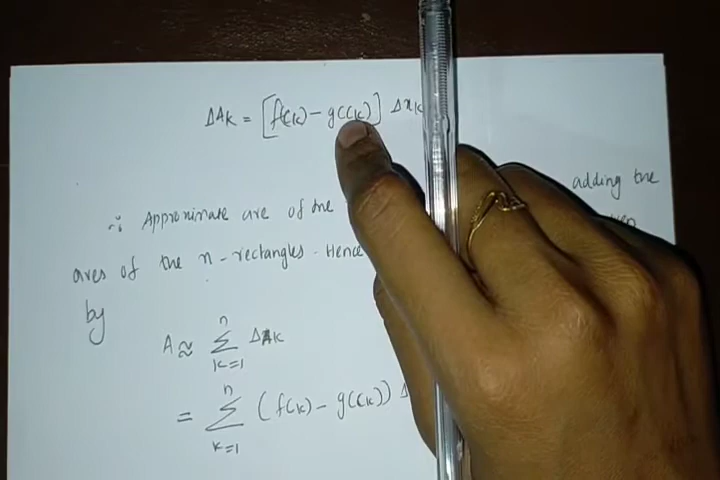 ΔAk = [f(Ck) - g(Ck)] Δxk
∴ Approximate are of the adding the
ares of the n-rectangles. Hence
by
A ≈ n Σ k=1 ΔAk
= n Σ k=1 (f(k) - g(Ck)) Δ